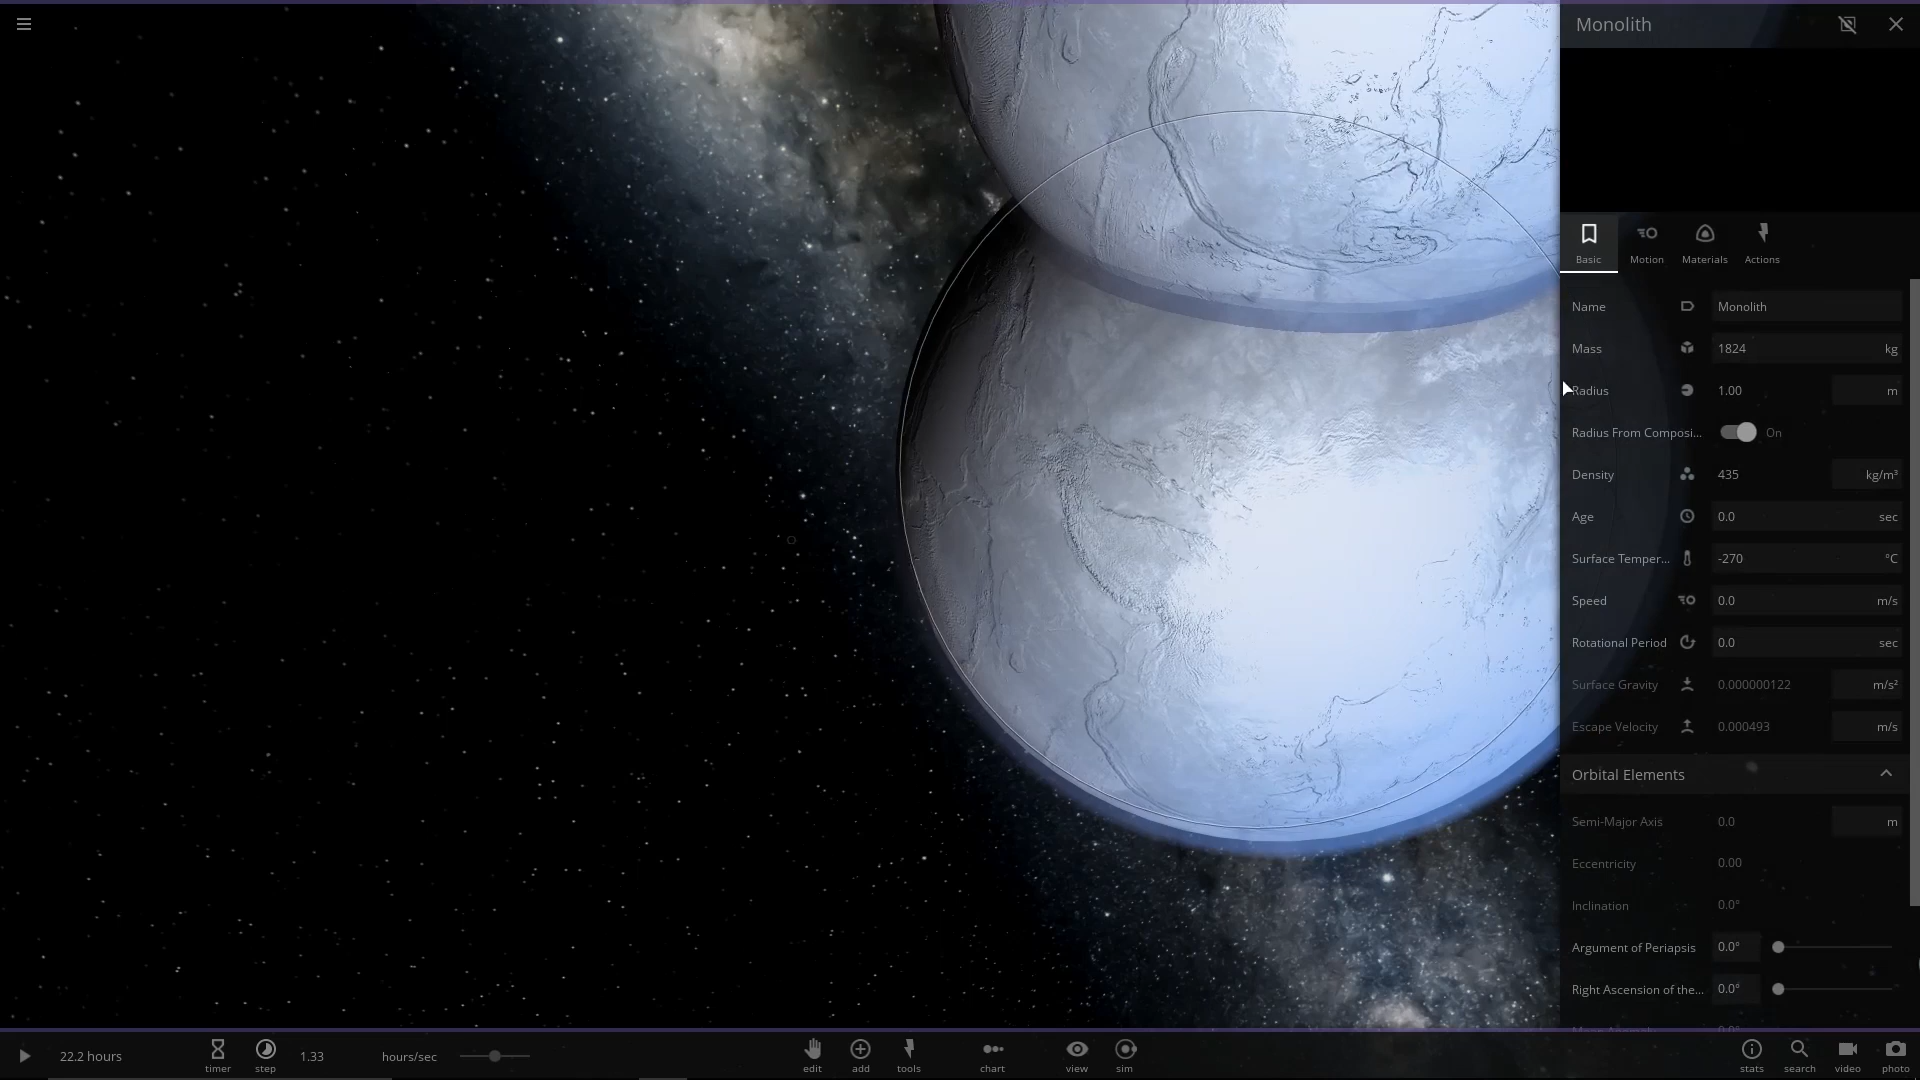 Monolith
Basic
Motion
Materials
Actions
Name Monolith
Mass 1824 kg
Radius 1.00 m
Radius From Composi... On
Density 435 kg/m³
Age 0.0 sec
Surface Temper... -270 °C
Speed 0.0 m/s
Rotational Period 0.0 sec
Surface Gravity 0.000000122 m/s²
Escape Velocity 0.000493 m/s
Orbital Elements
Semi-Major Axis 0.0 m
Eccentricity 0.00
Inclination 0.0°
Argument of Periapsis 0.0°
Right Ascension of the... 0.0°
22.2 hours
timer
step
1.33 hours/sec
edit
add
tools
chart
view
sim
stats
search
video
photo